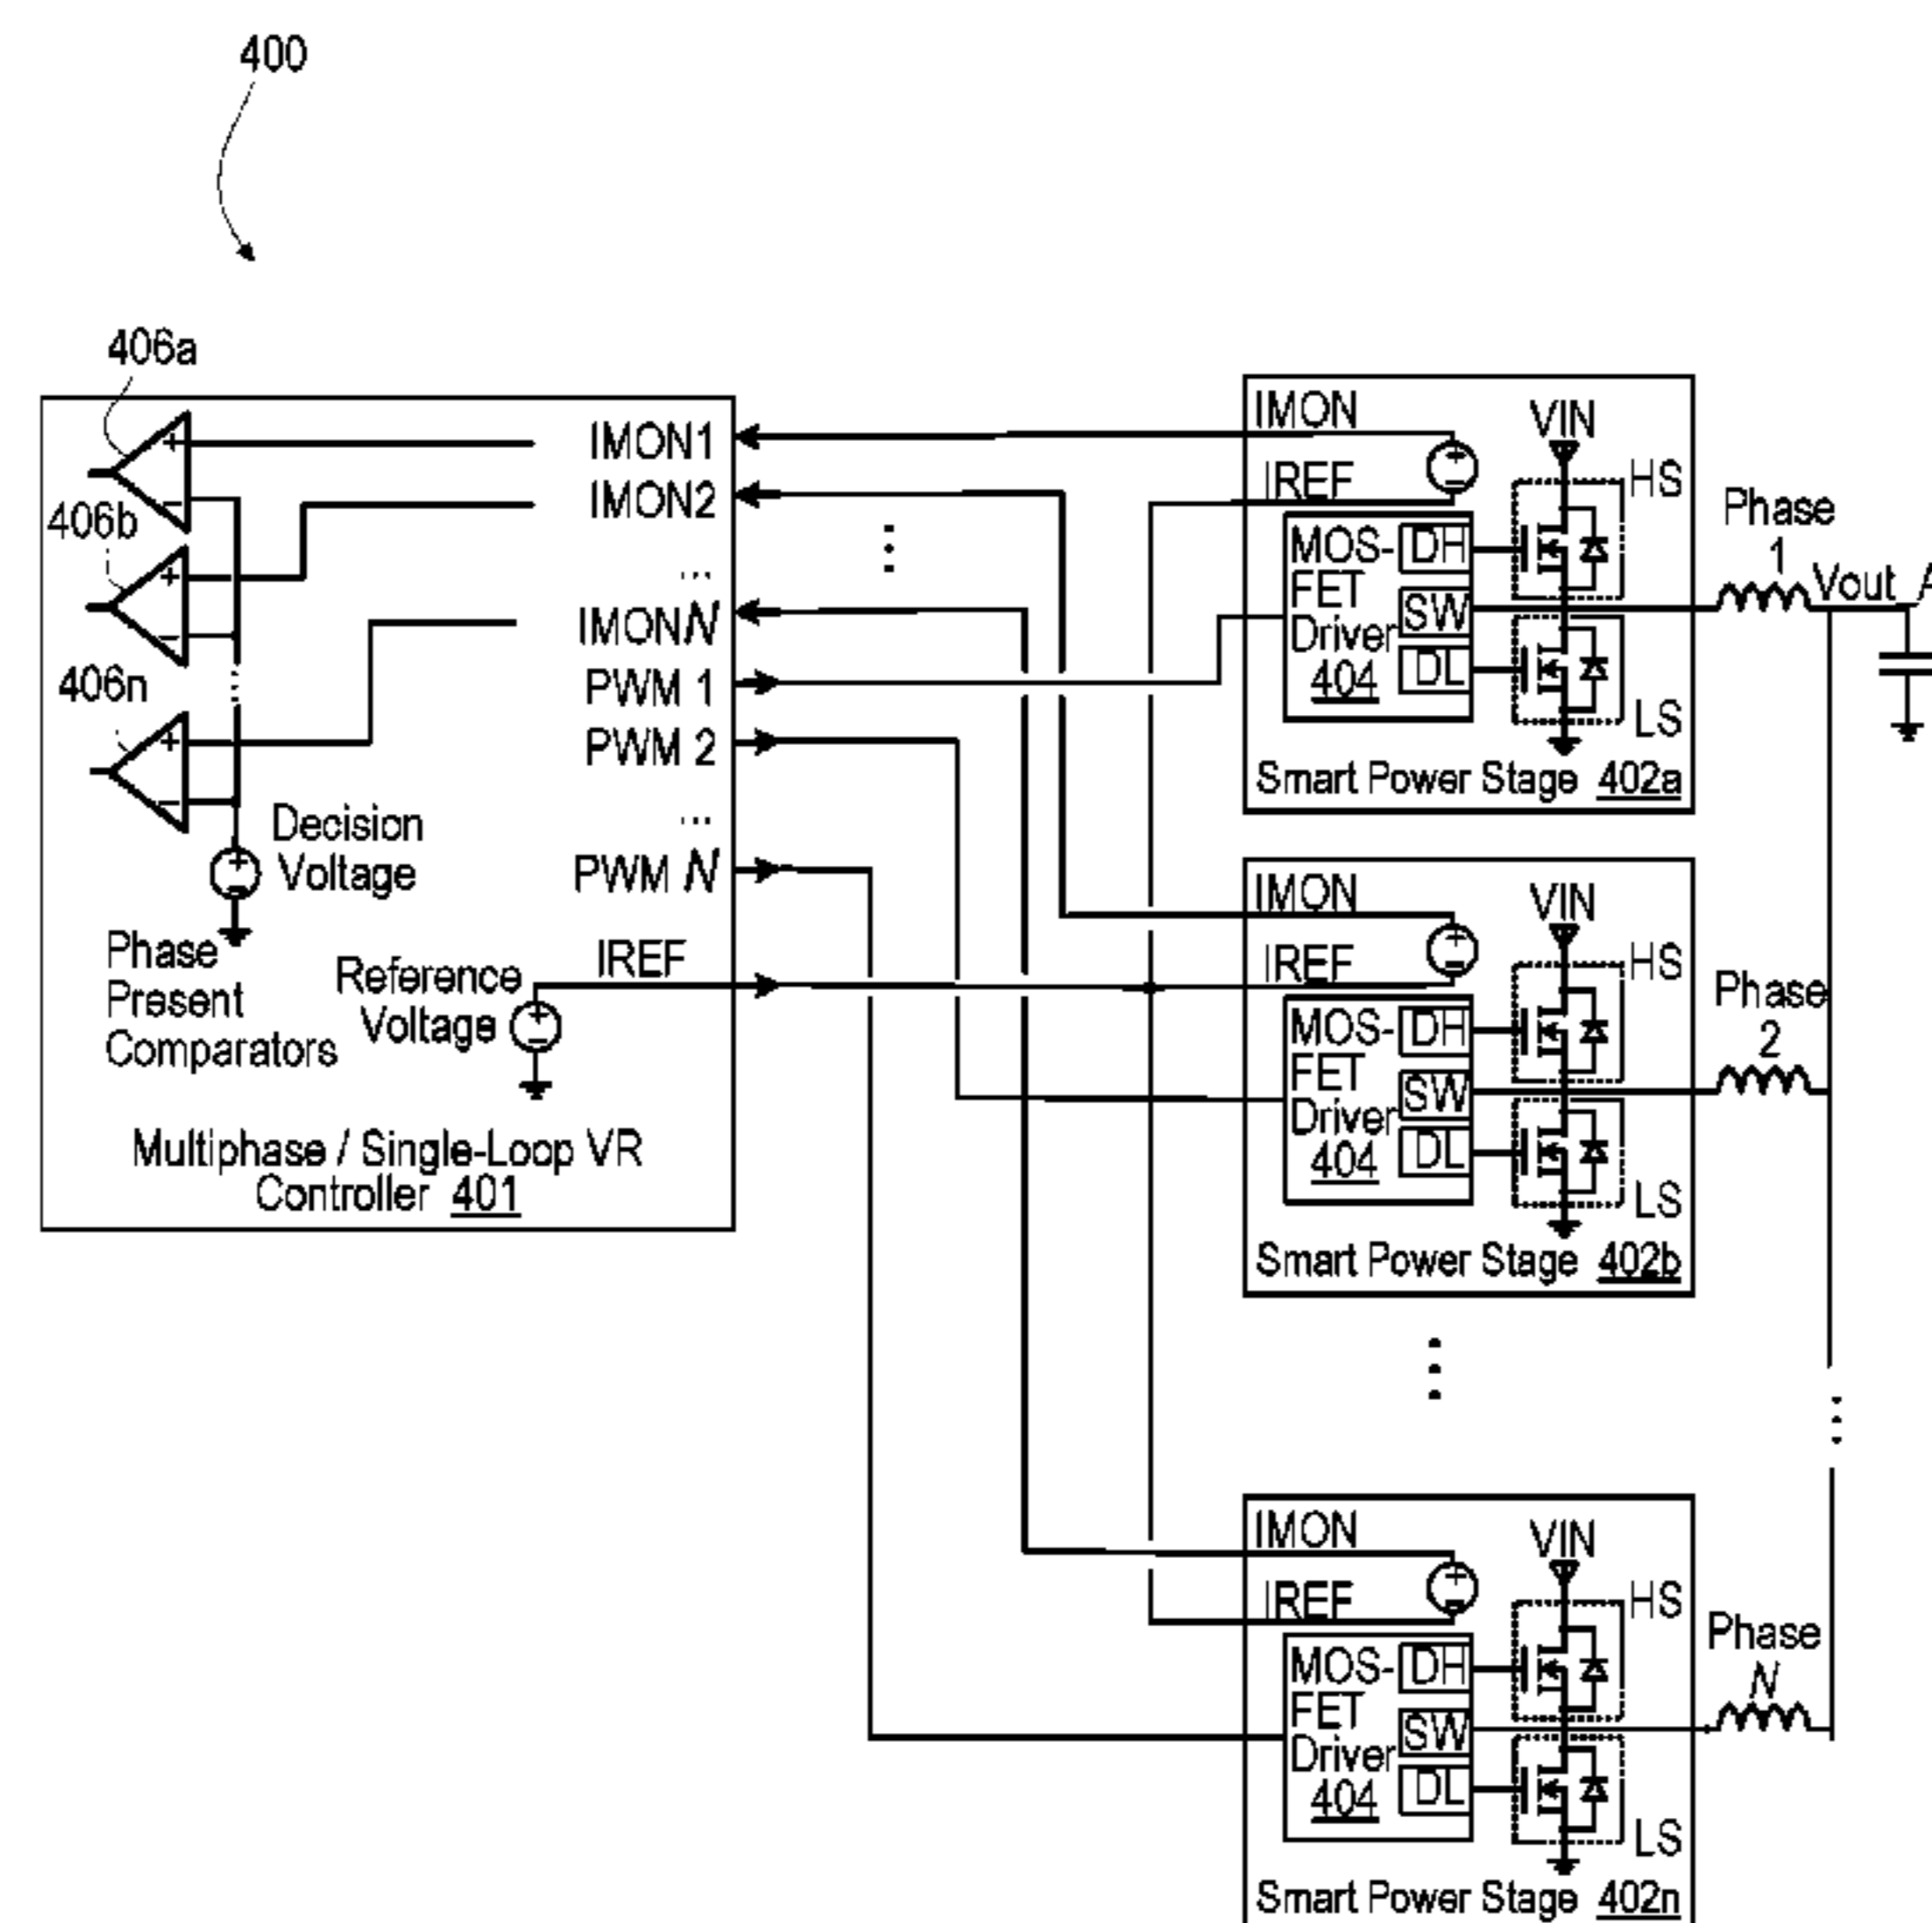 400
406a
406b
406n
IMON1
IMON2
...
IMON N
PWM 1
PWM 2
...
PWM N
IREF
Decision
Voltage
Phase
Present
Comparators
Reference
Voltage
Multiphase / Single-Loop VR
Controller 401
IMON
IREF
VIN
HS
MOS-
FET
Driver
404
DH
SW
DL
LS
Smart Power Stage 402a
Phase
1
Vout_A
IMON
IREF
VIN
HS
MOS-
FET
Driver
404
DH
SW
DL
LS
Smart Power Stage 402b
Phase
2
IMON
IREF
VIN
HS
MOS-
FET
Driver
404
DH
SW
DL
LS
Smart Power Stage 402n
Phase
N